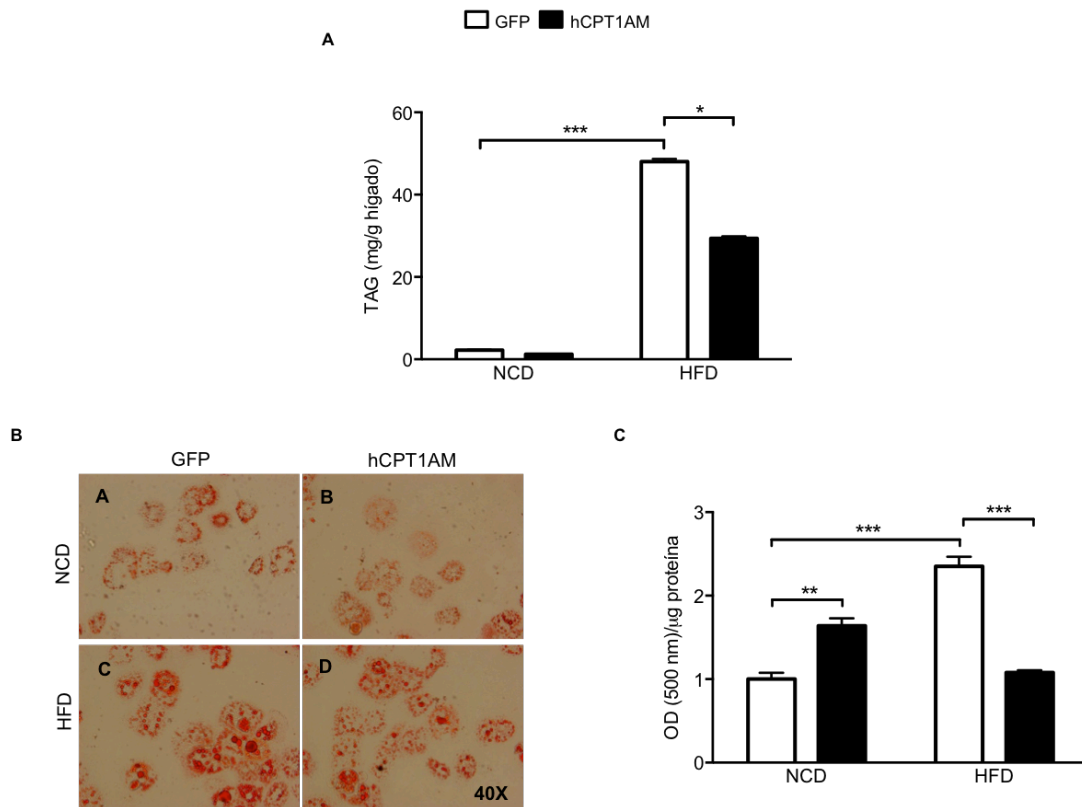 GFP hCPT1AM
A
60
40
20
0
TAG (mg/g hígado)
***
*
NCD HFD
B
GFP hCPT1AM
NCD
HFD
A
B
C
D
40X
C
3
2
1
0
OD (500 nm)/µg proteína
***
***
**
NCD HFD